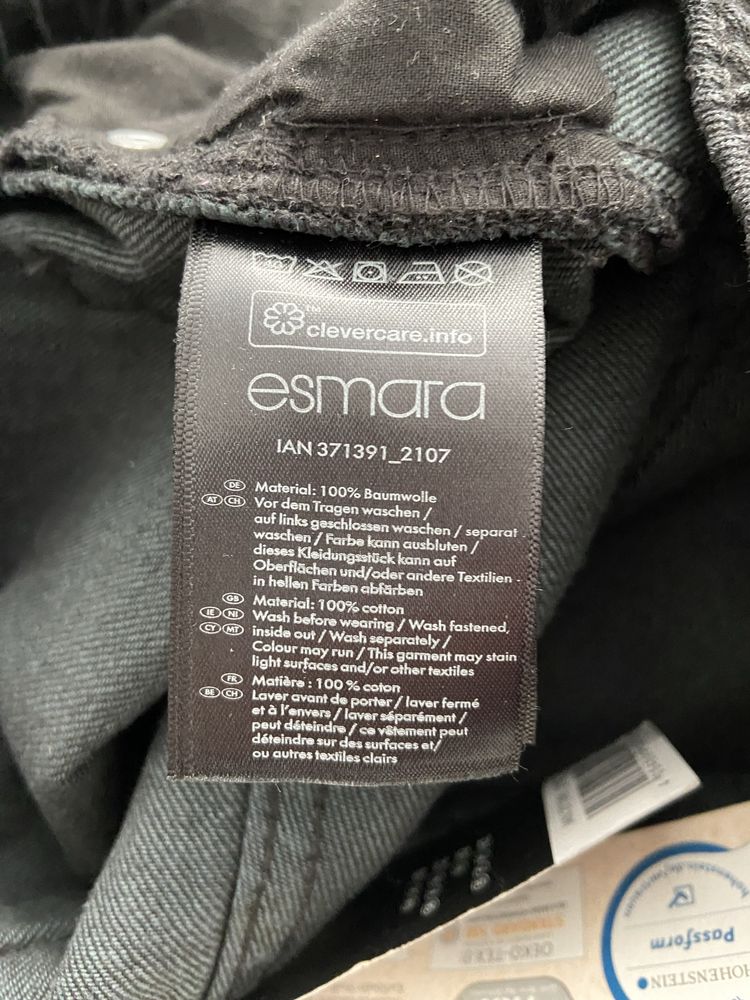 ™
clevercare.info
esmara
IAN 371391_2107
DE Material: 100% Baumwolle
AT CH Vor dem Tragen waschen /
auf links geschlossen waschen / separat
waschen / Farbe kann ausbluten /
dieses Kleidungsstück kann auf
Oberflächen und/oder andere Textilien
in hellen Farben abfärben
GB Material: 100% cotton
IE NI Wash before wearing / Wash fastened,
CY MT inside out / Wash separately /
Colour may run / This garment may stain
light surfaces and/or other textiles
FR Matière : 100 % coton
BE CH Laver avant de porter / laver fermé
et à l'envers / laver séparément /
peut déteindre / ce vêtement peut
déteindre sur des surfaces et/
ou autres textiles clairs
Passform
HOHENSTEIN
OEKO-TEX®
STANDARD 100